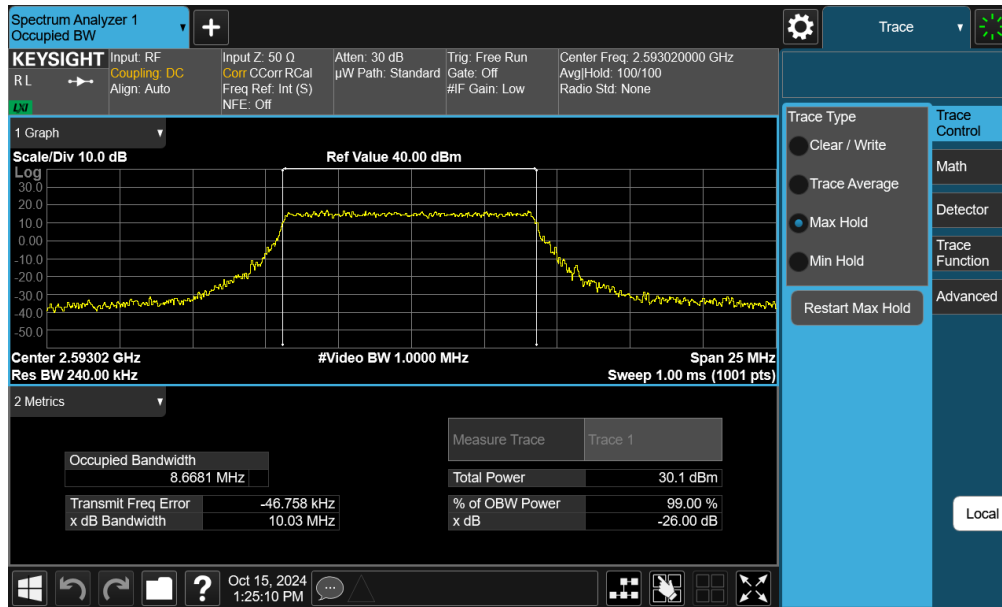 Spectrum Analyzer 1
Occupied BW
Trace
KEYSIGHT
R L
LXI
Input: RF
Coupling: DC
Align: Auto
Input Z: 50 Ω
Corr CCorr RCal
Freq Ref: Int (S)
NFE: Off
Atten: 30 dB
µW Path: Standard
Trig: Free Run
Gate: Off
#IF Gain: Low
Center Freq: 2.593020000 GHz
Avg|Hold: 100/100
Radio Std: None
1 Graph
Scale/Div 10.0 dB
Ref Value 40.00 dBm
Log
30.0
20.0
10.0
0.00
-10.0
-20.0
-30.0
-40.0
-50.0
Center 2.59302 GHz
#Video BW 1.0000 MHz
Span 25 MHz
Res BW 240.00 kHz
Sweep 1.00 ms (1001 pts)
2 Metrics
Measure Trace Trace 1
Occupied Bandwidth
8.6681 MHz
Total Power 30.1 dBm
Transmit Freq Error -46.758 kHz
% of OBW Power 99.00 %
x dB Bandwidth 10.03 MHz
x dB -26.00 dB
Trace Type
Clear / Write
Trace Average
Max Hold
Min Hold
Restart Max Hold
Trace
Control
Math
Detector
Trace
Function
Advanced
Local
?
Oct 15, 2024
1:25:10 PM